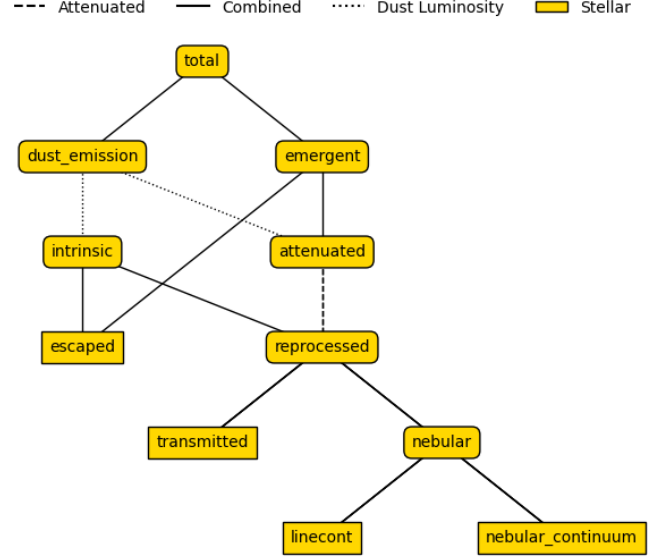 Attenuated Combined Dust Luminosity Stellar
total
dust_emission emergent
intrinsic attenuated
escaped reprocessed
transmitted nebular
linecont nebular_continuum